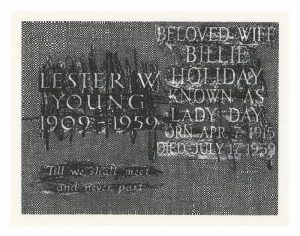 LESTER W.
YOUNG
1909-1959
Till we shall meet
and never part
BELOVED WIFE
BILLIE
HOLIDAY
KNOWN AS
LADY DAY
BORN APR. 7 1915
DIED JULY 17 1959